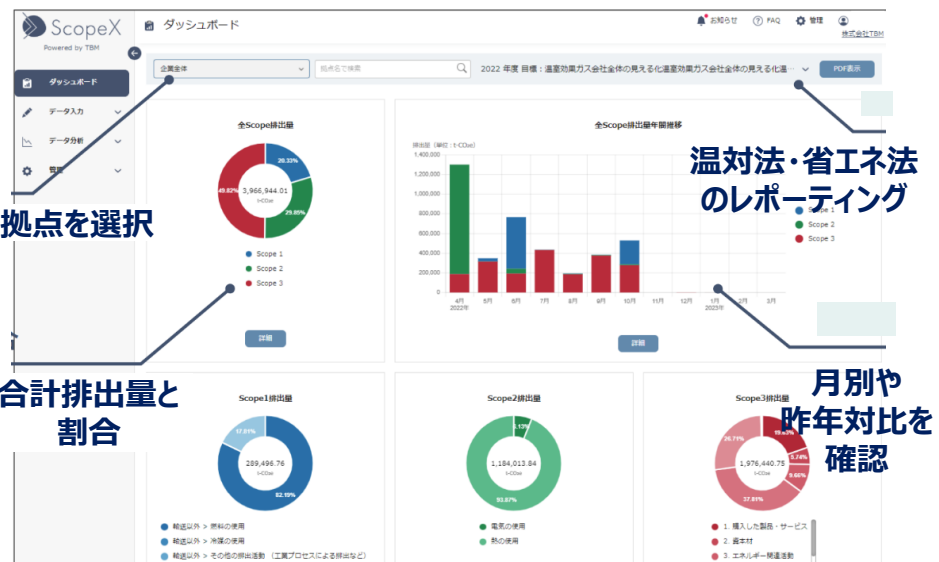 ScopeX
Powered by TBM
ダッシュボード
お知らせ
FAQ
管理
株式会社TBM
ダッシュボード
データ入力
データ分析
管理
企業全体
拠点名で検索
2022 年度 目標：温室効果ガス会社全体の見える化温室効果ガス会社全体の見える化温…
PDF表示
拠点を選択
温対法・省エネ法
のレポーティング
全Scope排出量
20.33%
29.85%
49.82%
3,966,944.01
t-CO₂e
Scope 1
Scope 2
Scope 3
詳細
合計排出量と
割合
全Scope排出量年間推移
排出量（単位：t-CO₂e）
1,400,000
1,200,000
1,000,000
800,000
600,000
400,000
200,000
0
4月
2022年
5月
6月
7月
8月
9月
10月
11月
12月
1月
2023年
2月
3月
Scope 1
Scope 2
Scope 3
詳細
月別や
昨年対比を
確認
Scope1排出量
17.81%
289,496.76
t-CO₂e
82.19%
輸送以外 > 燃料の使用
輸送以外 > 冷媒の使用
輸送以外 > その他の排出活動 （工業プロセスによる排出など）
Scope2排出量
6.13%
1,184,013.84
t-CO₂e
93.87%
電気の使用
熱の使用
Scope3排出量
26.71%
5.74%
9.66%
37.81%
1,976,440.75
t-CO₂e
1. 購入した製品・サービス
2. 資本財
3. エネルギー関連活動